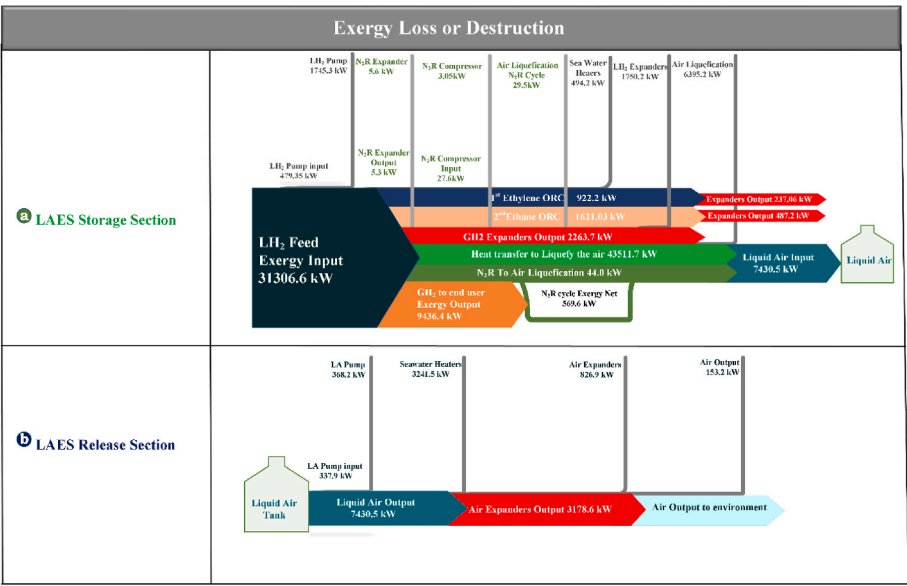 Exergy Loss or Destruction
LH₂ Pump
1745.3 kW
N₂R Expander
5.6 kW
N₂R Compressor
3.05kW
Air Liquefication
N₂R Cycle
29.5kW
Sea Water
Heaers
494.2 kW
LH₂ Expanders
1750.2 kW
Air Liquefication
6395.2 kW
LH₂ Pump input
479.35 kW
N₂R Expander
Output
5.3 kW
N₂R Compressor
Input
27.6kW
a LAES Storage Section
LH₂ Feed
Exergy Input
31306.6 kW
1st Ethylene ORC 922.2 kW
Expanders Output 237.06 kW
2nd Ethane ORC 1621.03 kW
Expanders Output 487.2 kW
GH2 Expanders Output 2263.7 kW
Heat transfer to Liquefy the air 43511.7 kW
N₂R To Air Liquefication 44.0 kW
Liquid Air Input
7430.5 kW
Liquid Air
GH₂ to end user
Exergy Output
9436.4 kW
N₂R cycle Exergy Net
569.6 kW
LA Pump
368.2 kW
Seawater Heaters
3241.5 kW
Air Expanders
826.9 kW
Air Output
153.2 kW
b LAES Release Section
LA Pump input
337.9 kW
Liquid Air
Tank
Liquid Air Output
7430.5 kW
Air Expanders Output 3178.6 kW
Air Output to environment